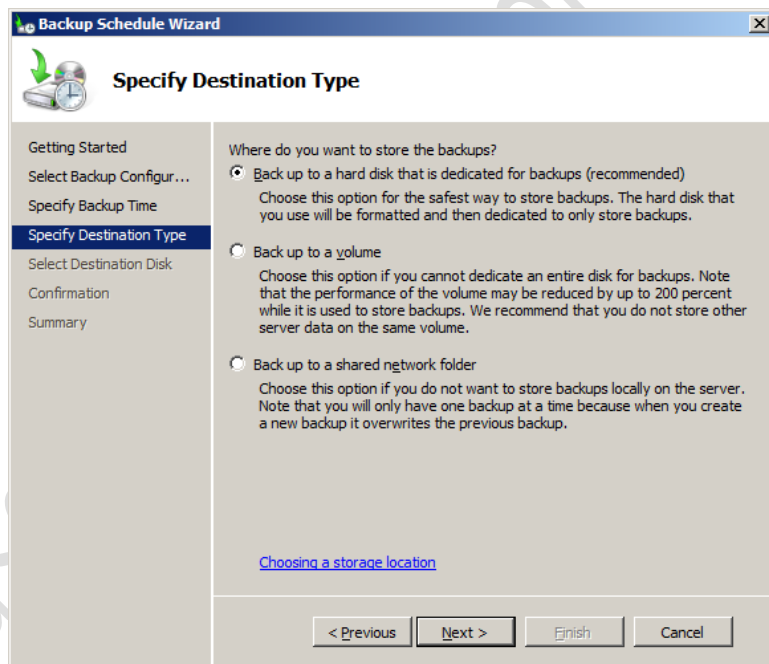 Backup Schedule Wizard
Specify Destination Type
Getting Started
Select Backup Configur...
Specify Backup Time
Specify Destination Type
Select Destination Disk
Confirmation
Summary
Where do you want to store the backups?
Back up to a hard disk that is dedicated for backups (recommended)
Choose this option for the safest way to store backups. The hard disk that
you use will be formatted and then dedicated to only store backups.
Back up to a volume
Choose this option if you cannot dedicate an entire disk for backups. Note
that the performance of the volume may be reduced by up to 200 percent
while it is used to store backups. We recommend that you do not store other
server data on the same volume.
Back up to a shared network folder
Choose this option if you do not want to store backups locally on the server.
Note that you will only have one backup at a time because when you create
a new backup it overwrites the previous backup.
Choosing a storage location
< Previous
Next >
Finish
Cancel